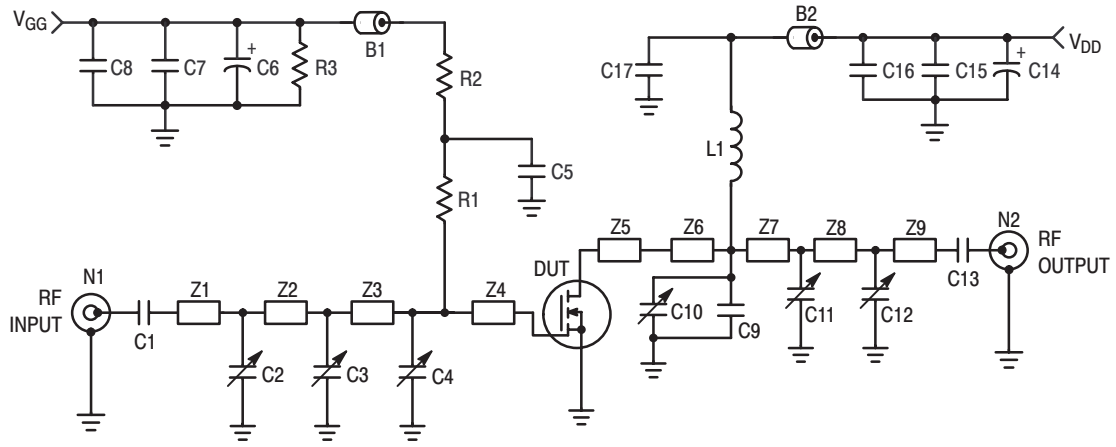 VGG
B1
B2
VDD
C8
C7
+
C6
R3
R2
C17
C16
C15
+
C14
L1
C5
R1
Z5
Z6
Z7
Z8
Z9
N2
RF
OUTPUT
N1
RF
INPUT
Z1
Z2
Z3
Z4
DUT
C13
C1
C10
C9
C11
C12
C2
C3
C4